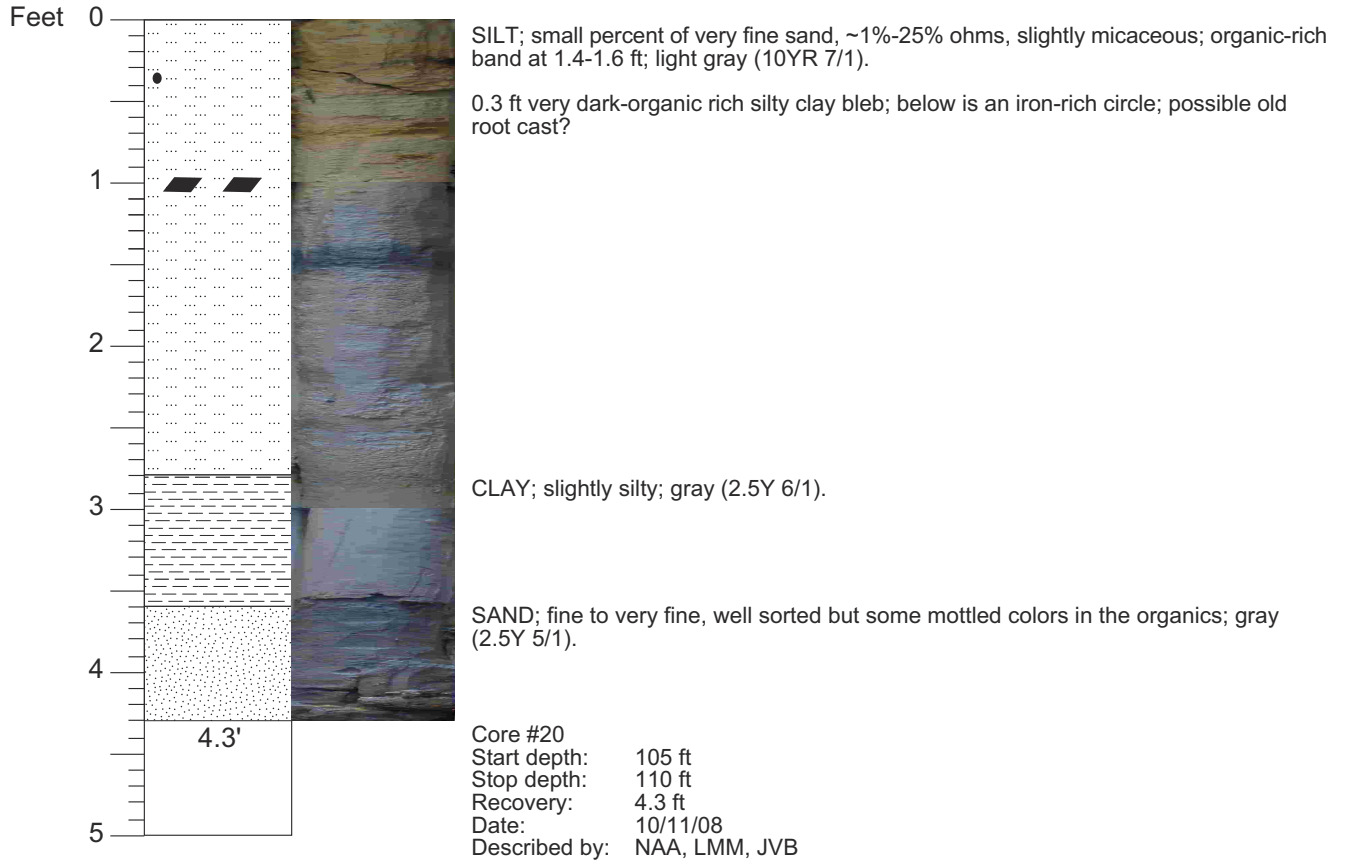 Feet 0
SILT; small percent of very fine sand, ~1%-25% ohms, slightly micaceous; organic-rich
band at 1.4-1.6 ft; light gray (10YR 7/1).
0.3 ft very dark-organic rich silty clay bleb; below is an iron-rich circle; possible old
root cast?
1
2
CLAY; slightly silty; gray (2.5Y 6/1).
3
SAND; fine to very fine, well sorted but some mottled colors in the organics; gray
(2.5Y 5/1).
4
4.3'
Core #20
Start depth: 105 ft
Stop depth: 110 ft
Recovery: 4.3 ft
Date: 10/11/08
5
Described by: NAA, LMM, JVB